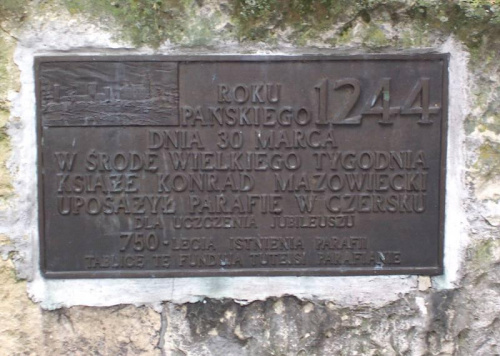 ROKU
PAŃSKIEGO 1244
DNIA 30 MARCA
W ŚRODĘ WIELKIEGO TYGODNIA
KSIĄŻĘ KONRAD MAZOWIECKI
UPOSAŻYŁ PARAFIĘ W CZERSKU
DLA UCZCZENIA JUBILEUSZU
750-LECIA ISTNIENIA PARAFII
TABLICĘ TĘ FUNDUJĄ TUTEJSI PARAFIANIE